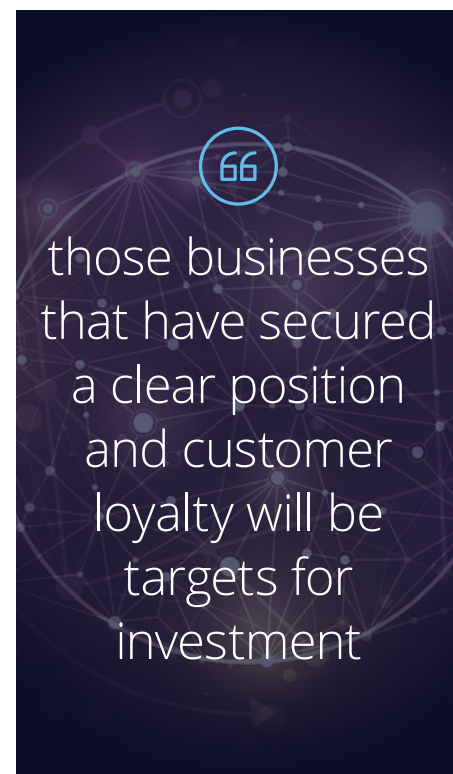 those businesses
that have secured
a clear position
and customer
loyalty will be
targets for
investment